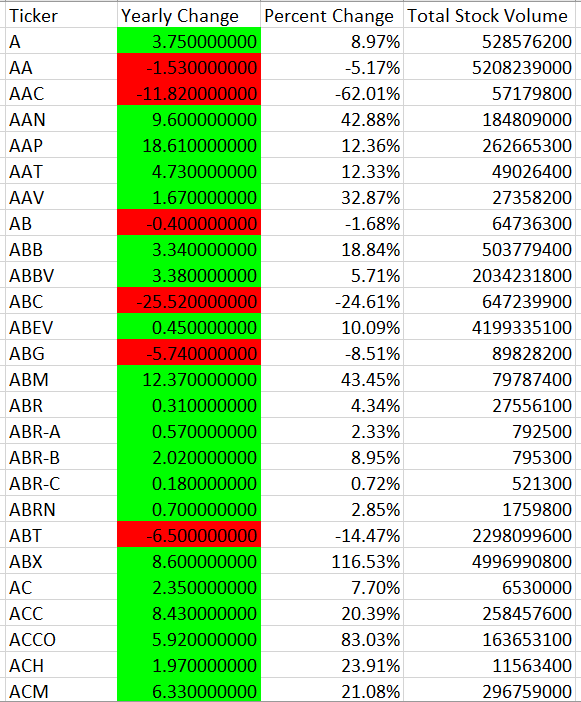 Ticker Yearly Change Percent Change Total Stock Volume
A 3.750000000 8.97% 528576200
AA -1.530000000 -5.17% 5208239000
AAC -11.820000000 -62.01% 57179800
AAN 9.600000000 42.88% 184809000
AAP 18.610000000 12.36% 262665300
AAT 4.730000000 12.33% 49026400
AAV 1.670000000 32.87% 27358200
AB -0.400000000 -1.68% 64736300
ABB 3.340000000 18.84% 503779400
ABBV 3.380000000 5.71% 2034231800
ABC -25.520000000 -24.61% 647239900
ABEV 0.450000000 10.09% 4199335100
ABG -5.740000000 -8.51% 89828200
ABM 12.370000000 43.45% 79787400
ABR 0.310000000 4.34% 27556100
ABR-A 0.570000000 2.33% 792500
ABR-B 2.020000000 8.95% 795300
ABR-C 0.180000000 0.72% 521300
ABRN 0.700000000 2.85% 1759800
ABT -6.500000000 -14.47% 2298099600
ABX 8.600000000 116.53% 4996990800
AC 2.350000000 7.70% 6530000
ACC 8.430000000 20.39% 258457600
ACCO 5.920000000 83.03% 163653100
ACH 1.970000000 23.91% 11563400
ACM 6.330000000 21.08% 296759000